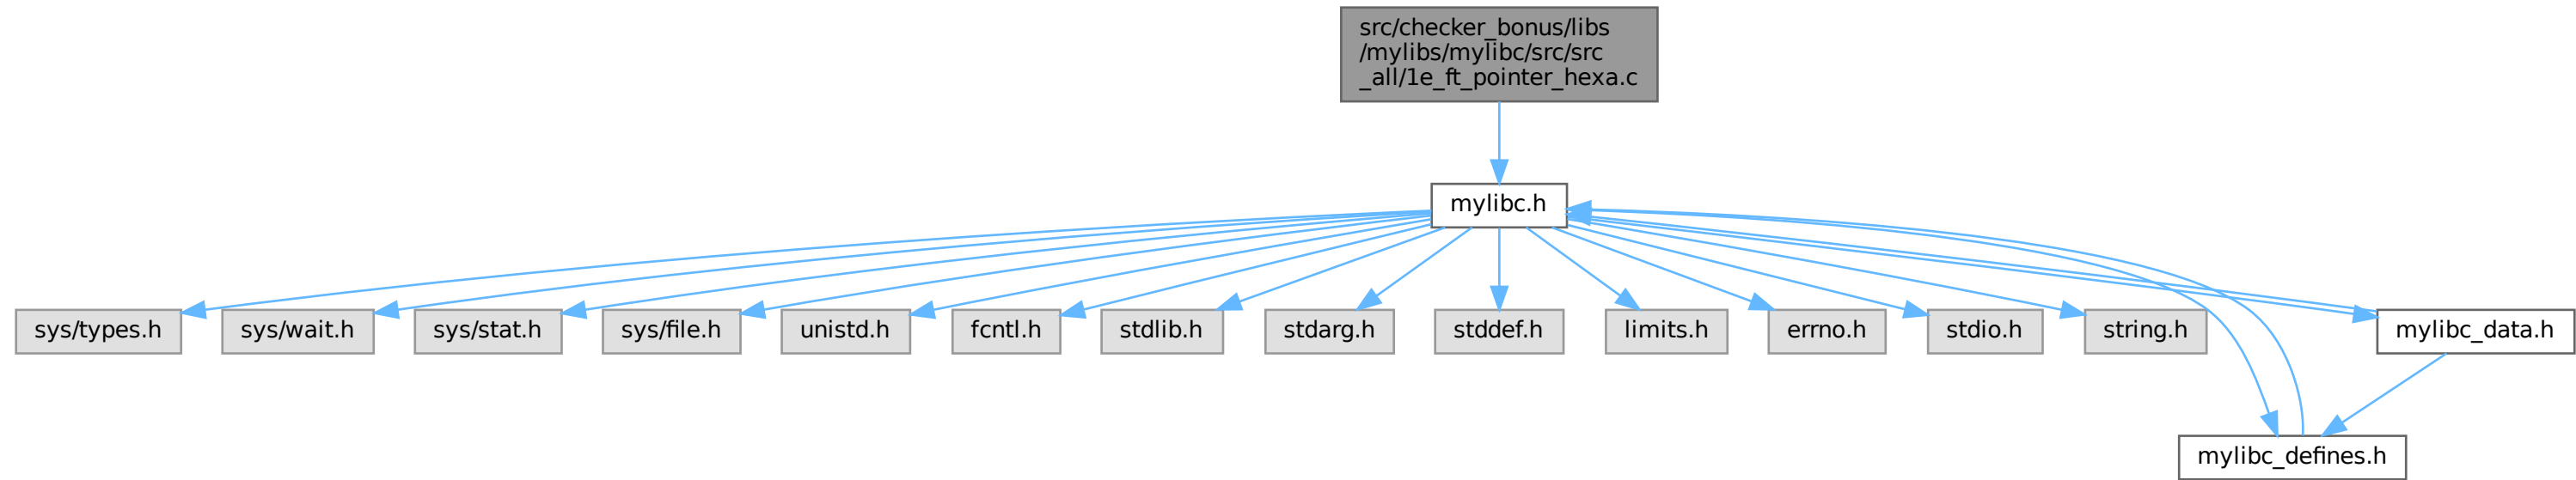 src/checker_bonus/libs
/mylibs/mylibc/src/src
_all/1e_ft_pointer_hexa.c
mylibc.h
sys/types.h
sys/wait.h
sys/stat.h
sys/file.h
unistd.h
fcntl.h
stdlib.h
stdarg.h
stddef.h
limits.h
errno.h
stdio.h
string.h
mylibc_data.h
mylibc_defines.h